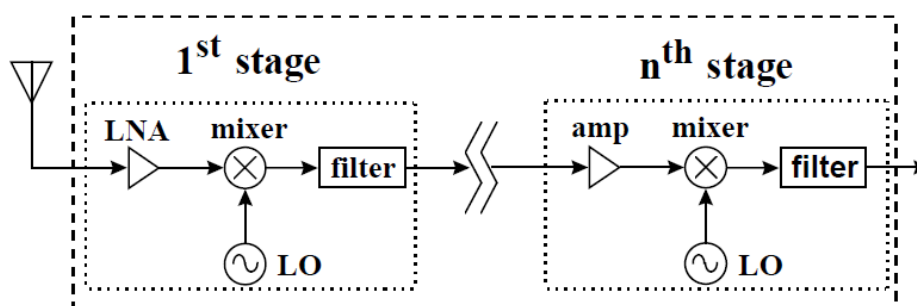 1st stage
nth stage
LNA
mixer
filter
LO
amp
mixer
filter
LO